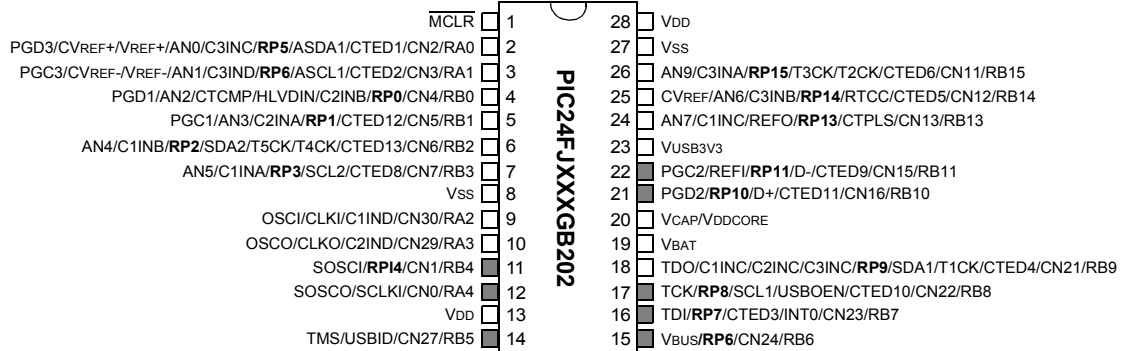 MCLR 1
PGD3/CVREF+/VREF+/AN0/C3INC/RP5/ASDA1/CTED1/CN2/RA0 2
PGC3/CVREF-/VREF-/AN1/C3IND/RP6/ASCL1/CTED2/CN3/RA1 3
PGD1/AN2/CTCMP/HLVDIN/C2INB/RP0/CN4/RB0 4
PGC1/AN3/C2INA/RP1/CTED12/CN5/RB1 5
AN4/C1INB/RP2/SDA2/T5CK/T4CK/CTED13/CN6/RB2 6
AN5/C1INA/RP3/SCL2/CTED8/CN7/RB3 7
VSS 8
OSCI/CLKI/C1IND/CN30/RA2 9
OSCO/CLKO/C2IND/CN29/RA3 10
SOSCI/RPI4/CN1/RB4 11
SOSCO/SCLKI/CN0/RA4 12
VDD 13
TMS/USBID/CN27/RB5 14
PIC24FJXXXGB202
28 VDD
27 VSS
26 AN9/C3INA/RP15/T3CK/T2CK/CTED6/CN11/RB15
25 CVREF/AN6/C3INB/RP14/RTCC/CTED5/CN12/RB14
24 AN7/C1INC/REFO/RP13/CTPLS/CN13/RB13
23 VUSB3V3
22 PGC2/REFI/RP11/D-/CTED9/CN15/RB11
21 PGD2/RP10/D+/CTED11/CN16/RB10
20 VCAP/VDDCORE
19 VBAT
18 TDO/C1INC/C2INC/C3INC/RP9/SDA1/T1CK/CTED4/CN21/RB9
17 TCK/RP8/SCL1/USBOEN/CTED10/CN22/RB8
16 TDI/RP7/CTED3/INT0/CN23/RB7
15 VBUS/RP6/CN24/RB6